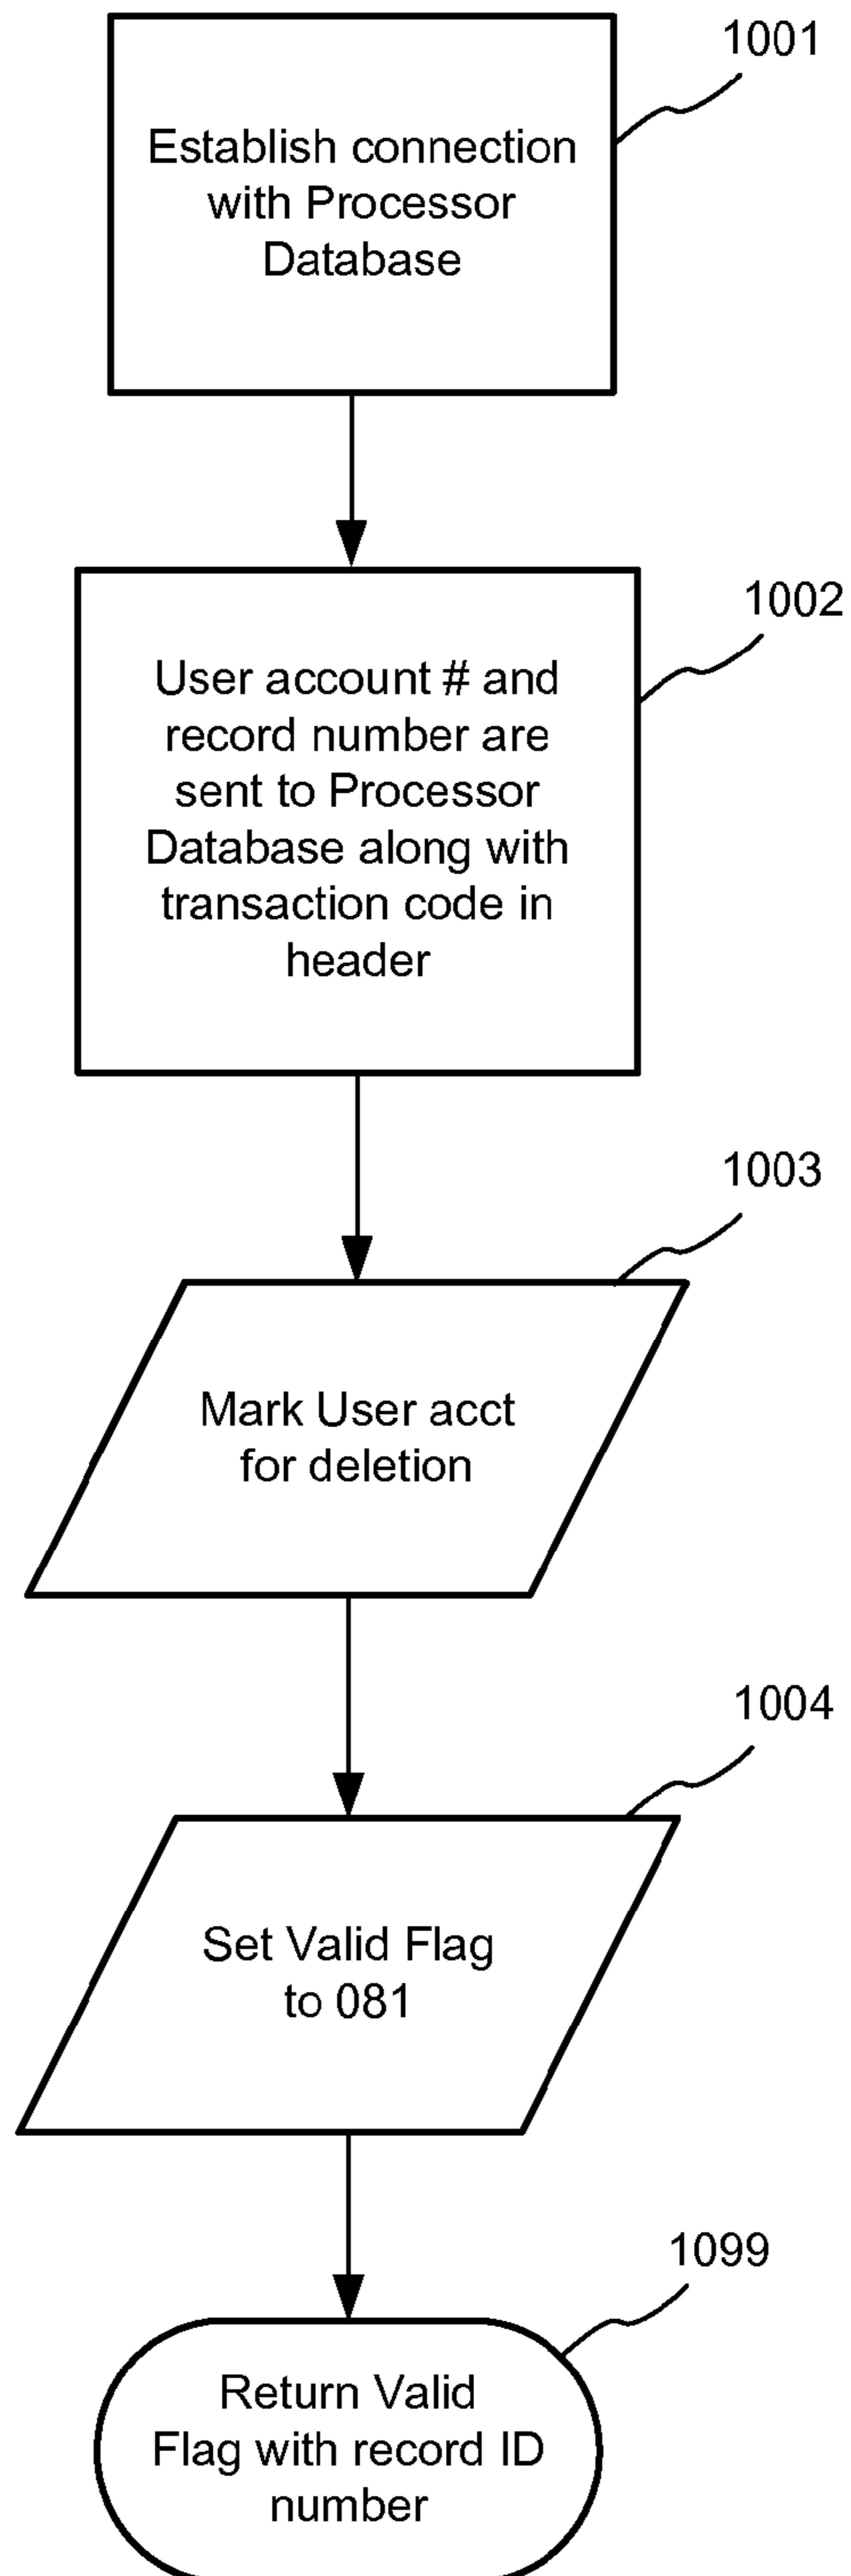 1001
Establish connection
with Processor
Database
1002
User account # and
record number are
sent to Processor
Database along with
transaction code in
header
1003
Mark User acct
for deletion
1004
Set Valid Flag
to 081
1099
Return Valid
Flag with record ID
number